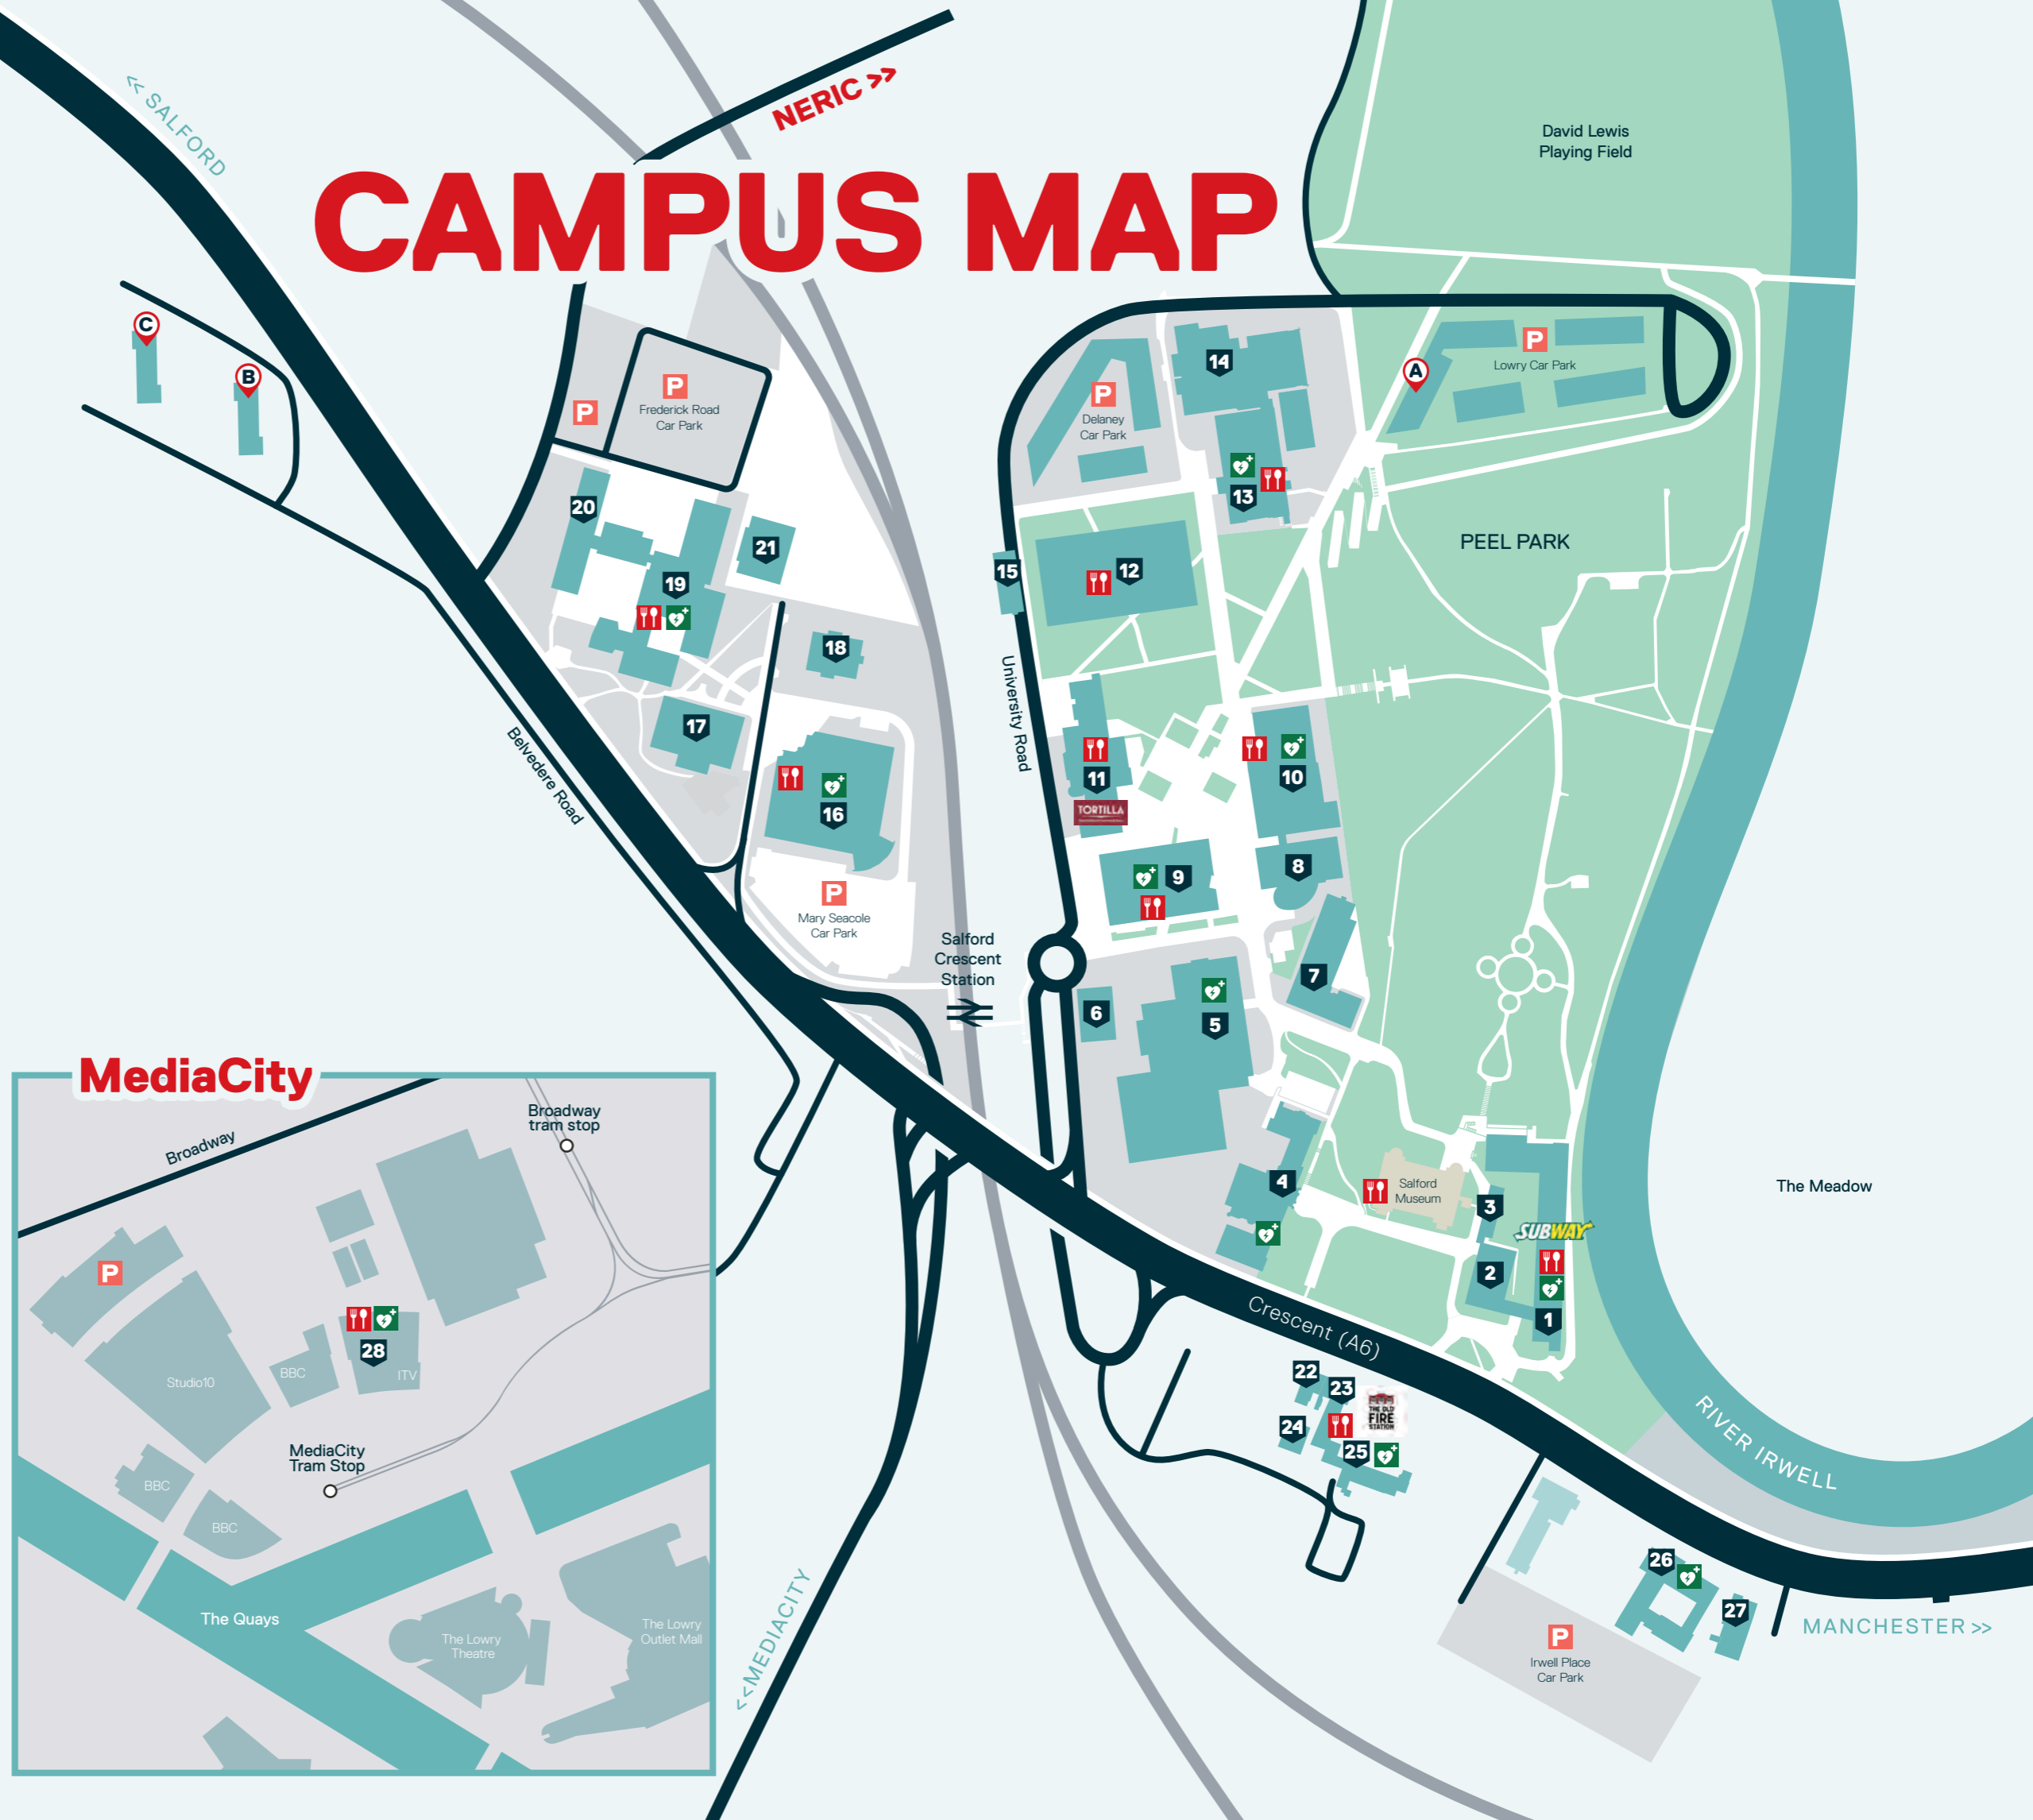 << SALFORD
NERIC >>
CAMPUS MAP
David Lewis
Playing Field
C
B
P
P
Frederick Road
Car Park
P
Delaney
Car Park
14
A
P
Lowry Car Park
13
20
21
19
15
12
PEEL PARK
18
17
University Road
Belvedere Road
16
11
TORTILLA
10
9
8
P
Mary Seacole
Car Park
Salford
Crescent
Station
7
6
5
4
Salford
Museum
3
SUBWAY
2
1
The Meadow
RIVER IRWELL
Crescent (A6)
22
23
THE OLD
FIRE
STATION
24
25
26
27
P
Irwell Place
Car Park
MANCHESTER >>
<<MEDIACITY
MediaCity
Broadway
Broadway
tram stop
P
Studio10
28
BBC
ITV
MediaCity
Tram Stop
BBC
BBC
The Quays
The Lowry
Theatre
The Lowry
Outlet Mall